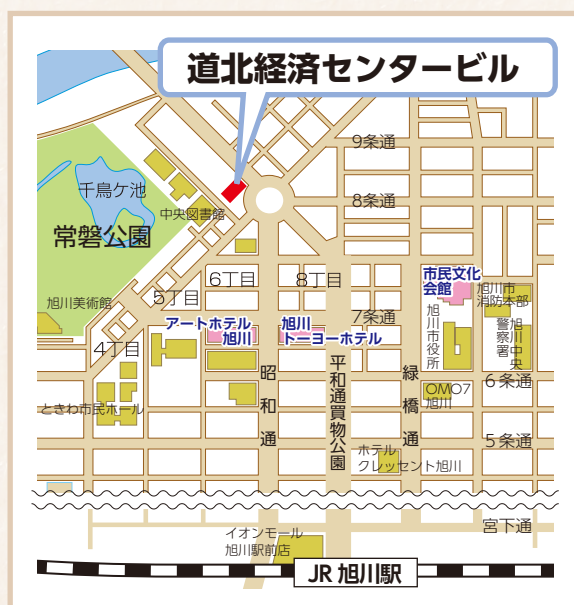 道北経済センタービル
9条通
千鳥ケ池
8条通
中央図書館
常磐公園
6丁目
8丁目
市民文化
会館
旭川市
消防本部
5丁目
旭川美術館
7条通
アートホテル
旭川
旭川
トーヨーホテル
旭川市役所
旭川中央
警察署
4丁目
昭和通
平和通買物公園
緑橋通
6条通
OMO7
旭川
ときわ市民ホール
5条通
ホテル
クレッセント旭川
宮下通
イオンモール
旭川駅前店
JR 旭川駅